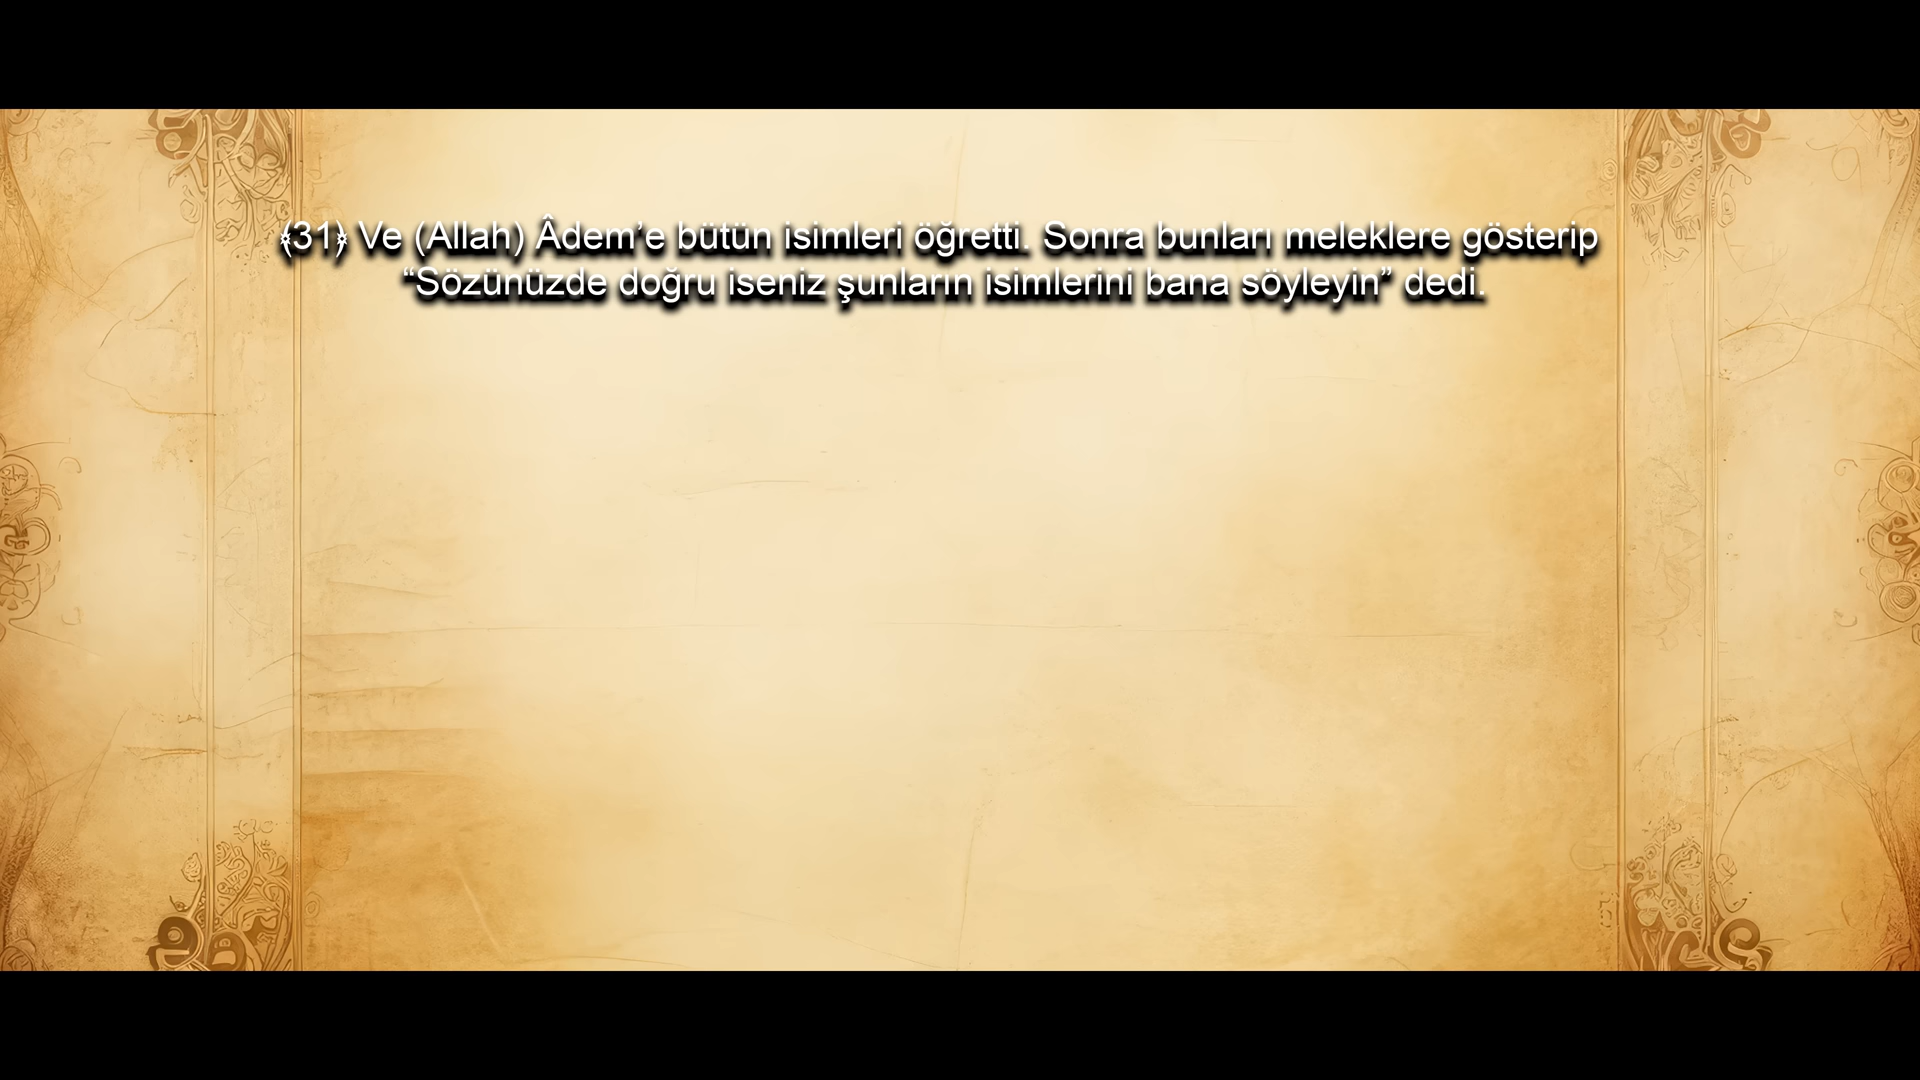 ﴾31﴿ Ve (Allah) Âdem’e bütün isimleri öğretti. Sonra bunları meleklere gösterip
“Sözünüzde doğru iseniz şunların isimlerini bana söyleyin” dedi.